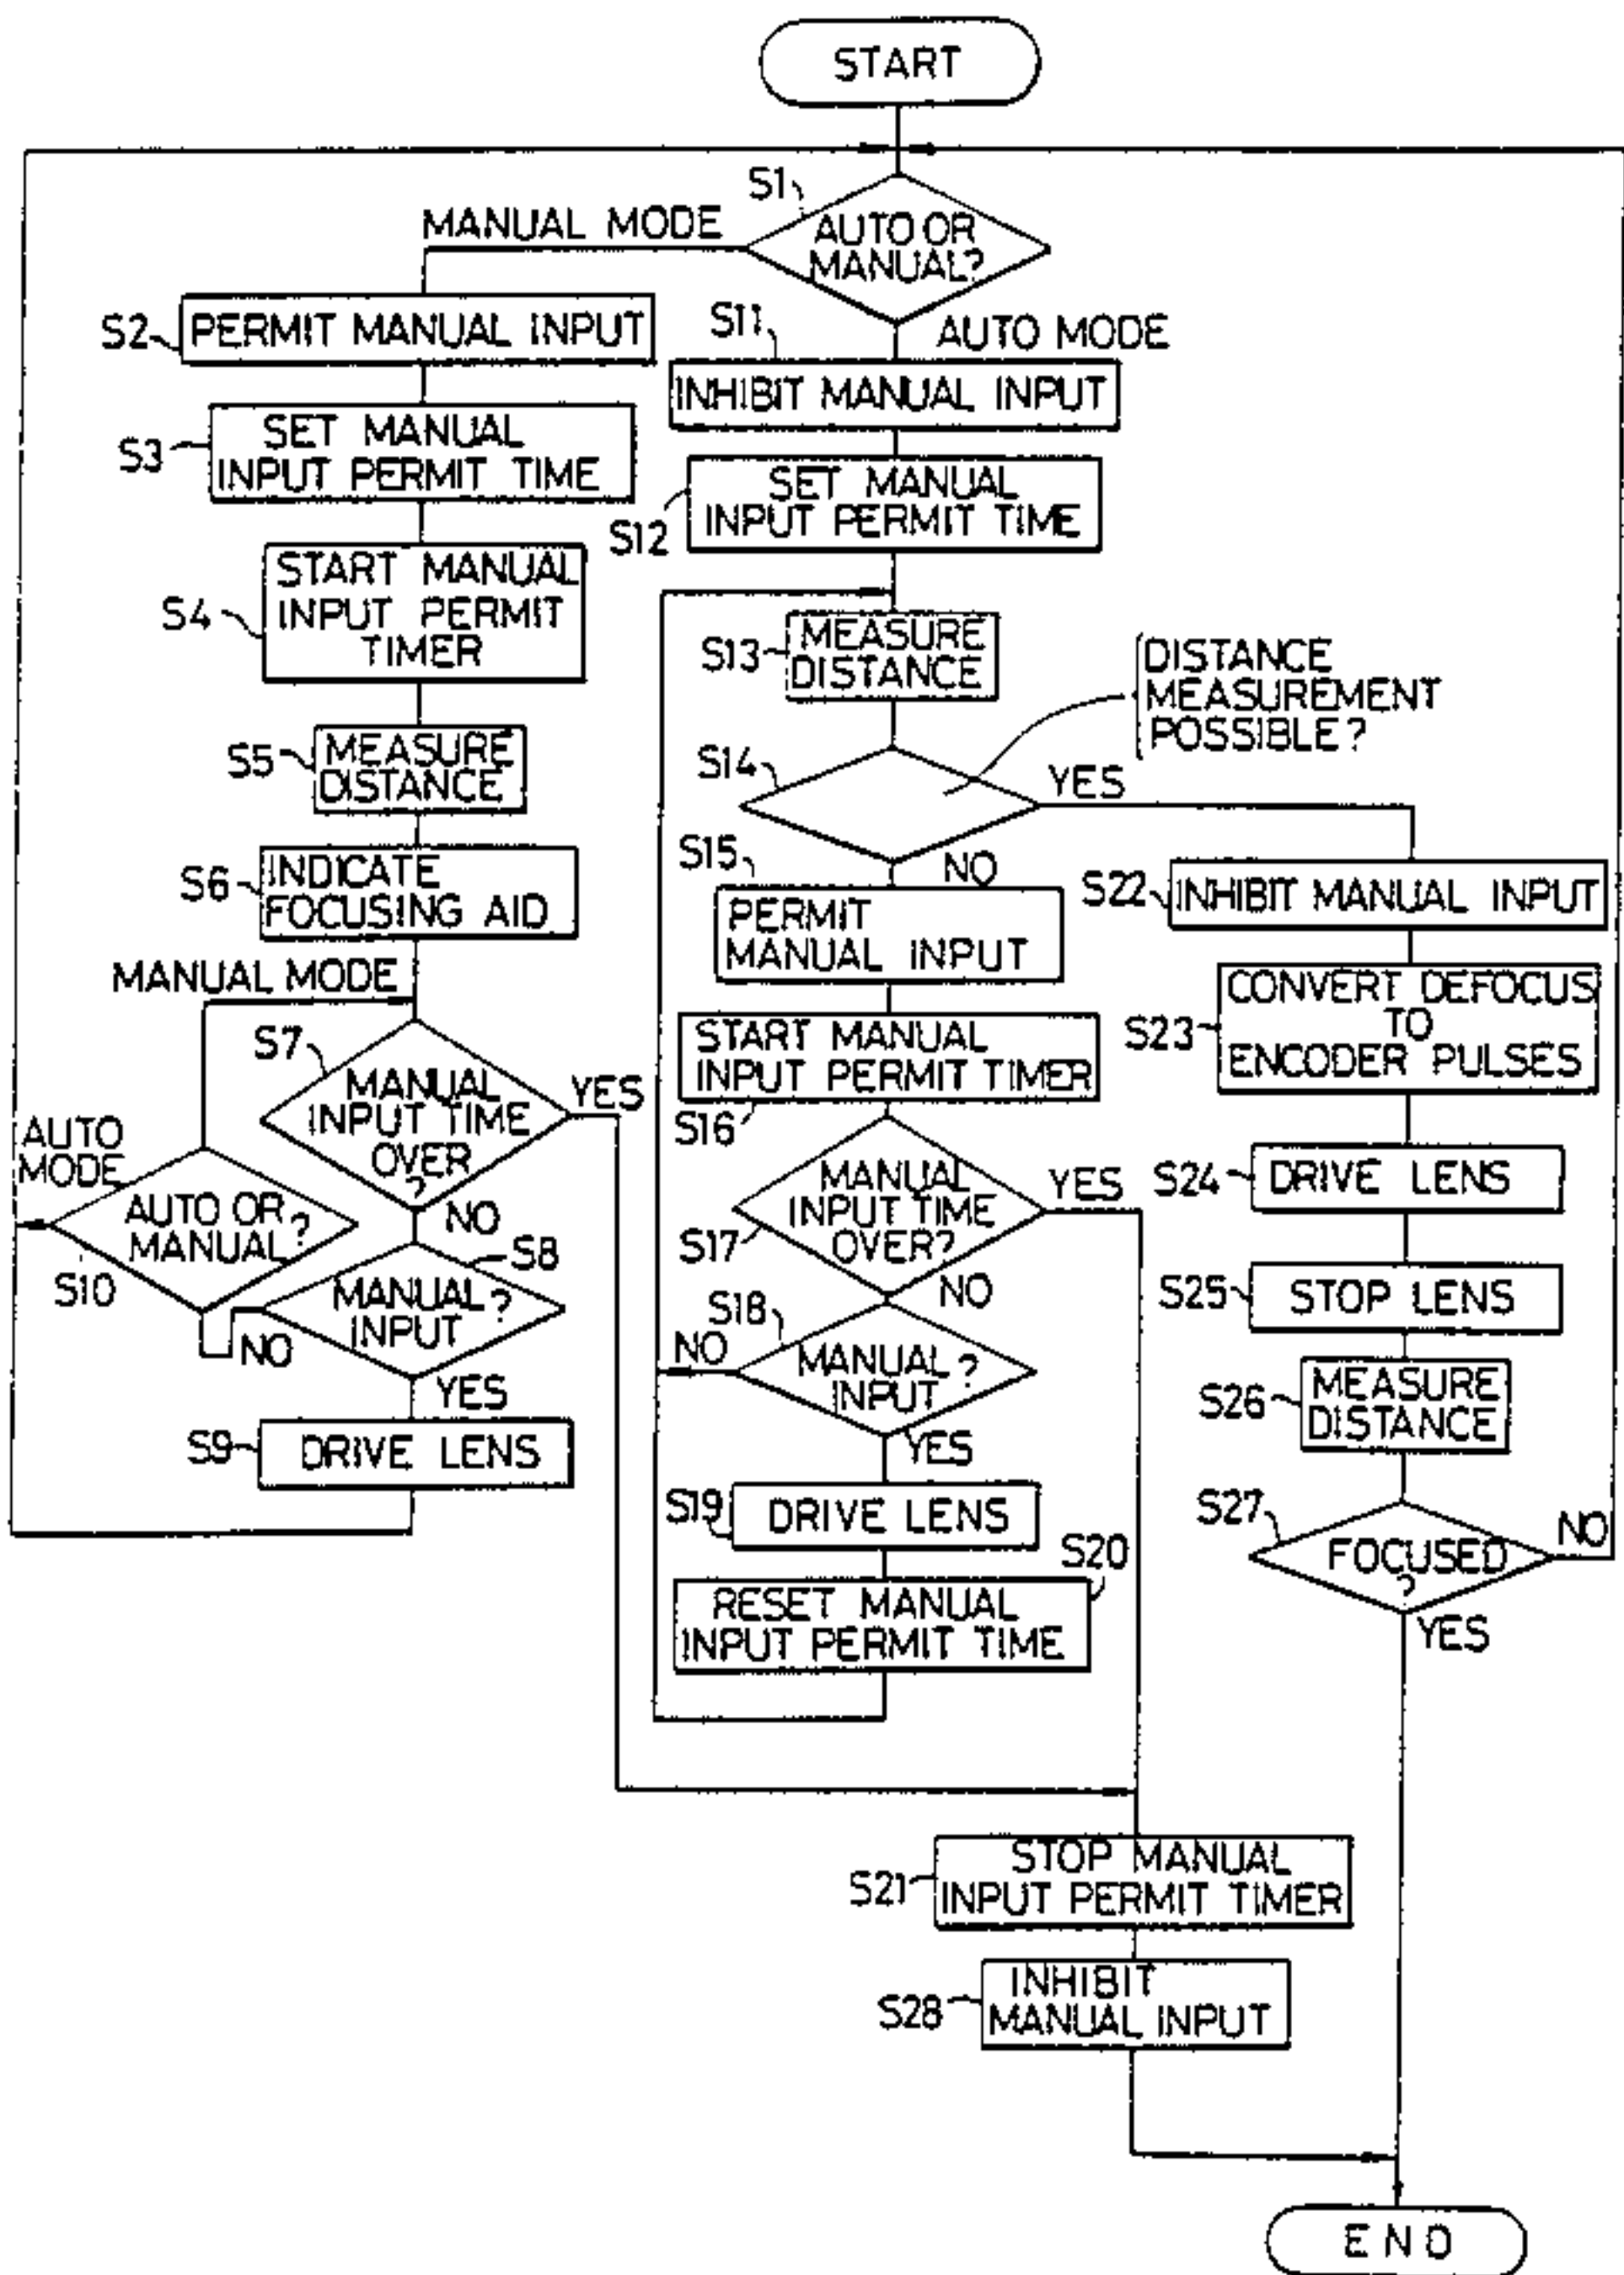 START
S1
AUTO OR
MANUAL?
MANUAL MODE
AUTO MODE
S2
PERMIT MANUAL INPUT
S3
SET MANUAL
INPUT PERMIT TIME
S4
START MANUAL
INPUT PERMIT
TIMER
S5
MEASURE
DISTANCE
S6
INDICATE
FOCUSING AID
MANUAL MODE
S7
MANUAL
INPUT TIME
OVER
?
YES
NO
AUTO
MODE
AUTO OR
MANUAL?
S10
S8
MANUAL?
INPUT
NO
YES
S9
DRIVE LENS
S11
INHIBIT MANUAL INPUT
S12
SET MANUAL
INPUT PERMIT TIME
S13
MEASURE
DISTANCE
DISTANCE
MEASUREMENT
POSSIBLE?
S14
YES
NO
S15
PERMIT
MANUAL INPUT
START MANUAL
INPUT PERMIT TIMER
S16
MANUAL
INPUT TIME
OVER?
S17
YES
NO
S18
MANUAL?
INPUT
NO
YES
S19
DRIVE LENS
S20
RESET MANUAL
INPUT PERMIT TIME
S22
INHIBIT MANUAL INPUT
S23
CONVERT DEFOCUS
TO
ENCODER PULSES
S24
DRIVE LENS
S25
STOP LENS
S26
MEASURE
DISTANCE
S27
FOCUSED
?
NO
YES
S21
STOP MANUAL
INPUT PERMIT TIMER
S28
INHIBIT
MANUAL INPUT
END